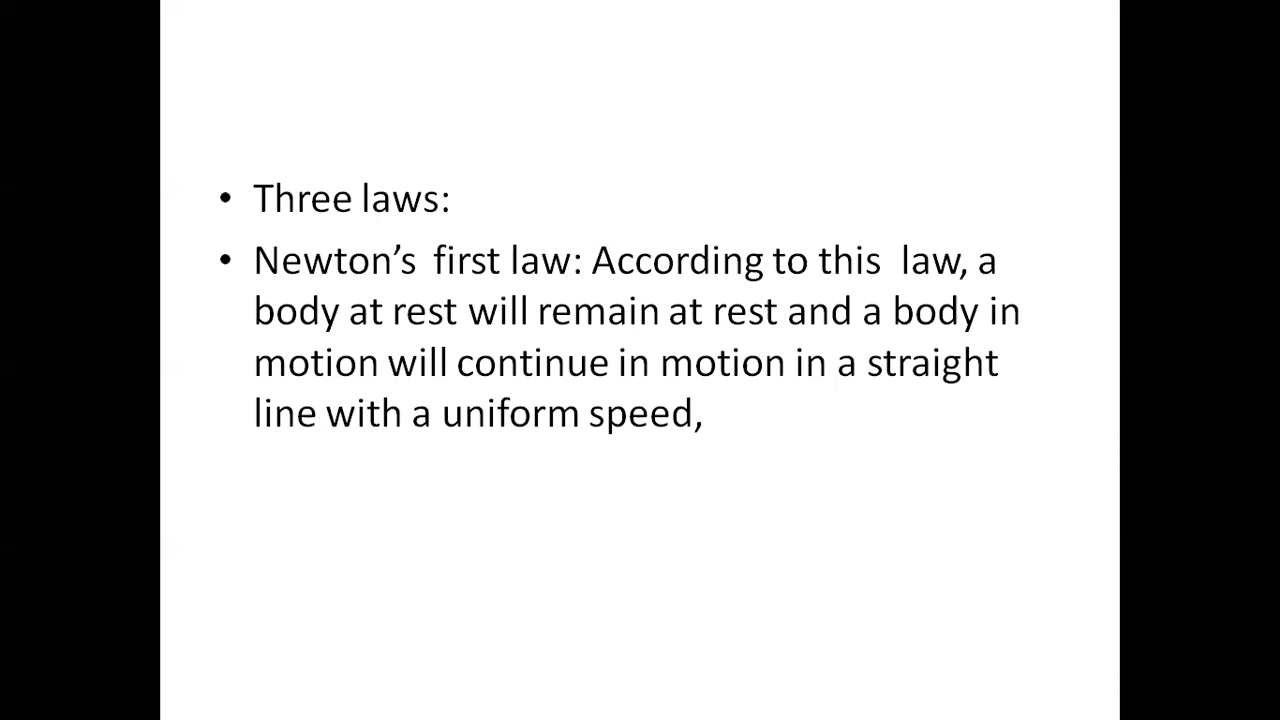 • Three laws:
• Newton’s  first law: According to this  law, a
body at rest will remain at rest and a body in
motion will continue in motion in a straight
line with a uniform speed,